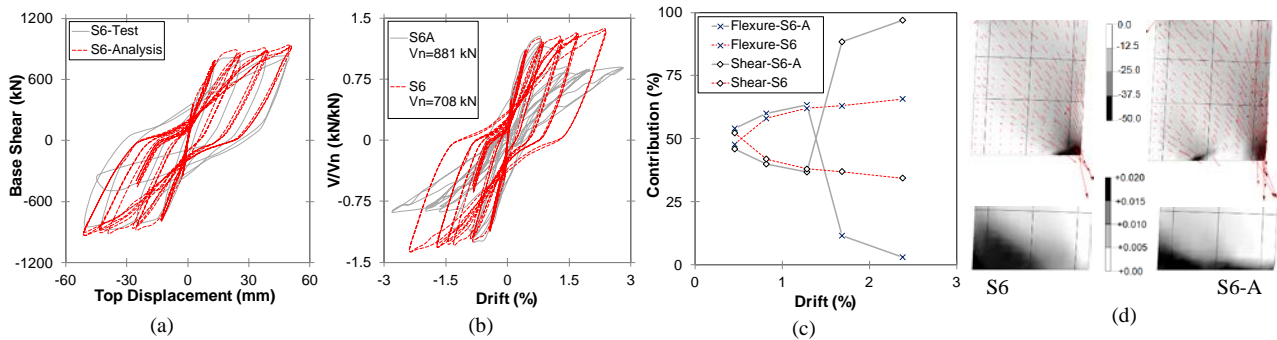 1200
600
0
-600
-1200
Base Shear (kN)
S6-Test
S6-Analysis
-60
-30
0
30
60
Top Displacement (mm)
(a)
1.5
0.75
0
-0.75
-1.5
V/Vn (kN/kN)
S6A
Vn=881 kN
S6
Vn=708 kN
-3
-1.5
0
1.5
3
Drift (%)
(b)
100
75
50
25
0
Contribution (%)
Flexure-S6-A
Flexure-S6
Shear-S6-A
Shear-S6
0
1
2
3
Drift (%)
(c)
-0.0
-12.5
-25.0
-37.5
-50.0
+0.020
+0.015
+0.010
+0.005
+0.00
S6
S6-A
(d)